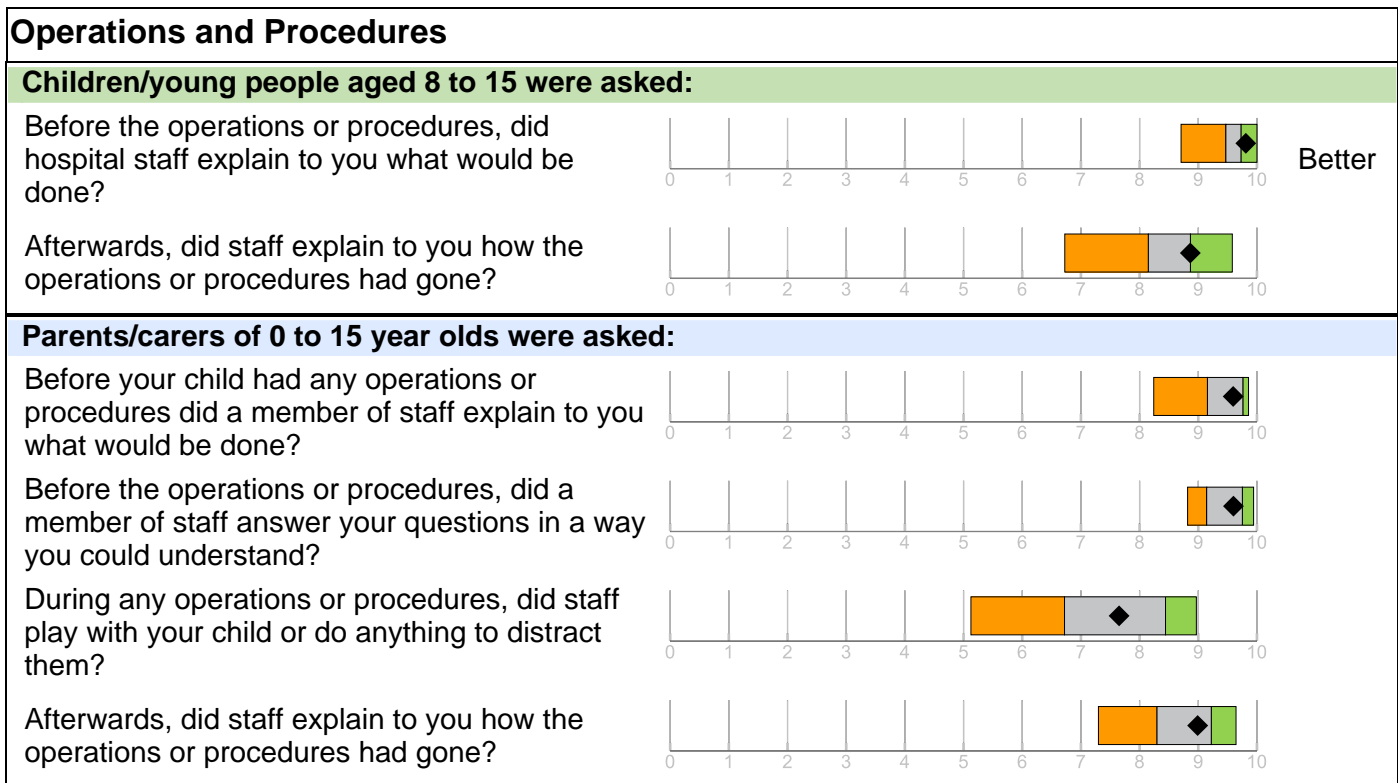 Operations and Procedures
Children/young people aged 8 to 15 were asked:
Before the operations or procedures, did
hospital staff explain to you what would be
done?
0 1 2 3 4 5 6 7 8 9 10
Better
Afterwards, did staff explain to you how the
operations or procedures had gone?
0 1 2 3 4 5 6 7 8 9 10
Parents/carers of 0 to 15 year olds were asked:
Before your child had any operations or
procedures did a member of staff explain to you
what would be done?
0 1 2 3 4 5 6 7 8 9 10
Before the operations or procedures, did a
member of staff answer your questions in a way
you could understand?
0 1 2 3 4 5 6 7 8 9 10
During any operations or procedures, did staff
play with your child or do anything to distract
them?
0 1 2 3 4 5 6 7 8 9 10
Afterwards, did staff explain to you how the
operations or procedures had gone?
0 1 2 3 4 5 6 7 8 9 10